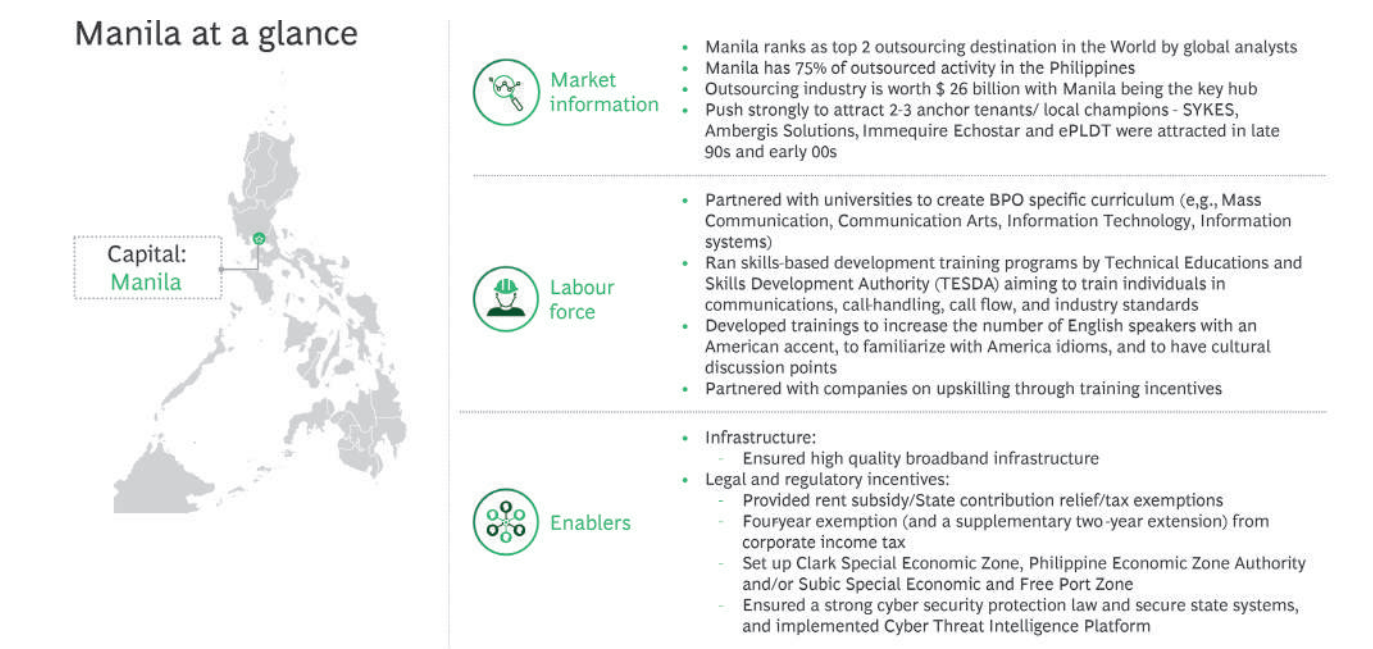 Manila at a glance
Capital:
Manila
Market
information
• Manila ranks as top 2 outsourcing destination in the World by global analysts
• Manila has 75% of outsourced activity in the Philippines
• Outsourcing industry is worth $ 26 billion with Manila being the key hub
• Push strongly to attract 2-3 anchor tenants/ local champions - SYKES,
Ambergis Solutions, Immequire Echostar and ePLDT were attracted in late
90s and early 00s
Labour
force
• Partnered with universities to create BPO specific curriculum (e,g., Mass
Communication, Communication Arts, Information Technology, Information
systems)
• Ran skills-based development training programs by Technical Educations and
Skills Development Authority (TESDA) aiming to train individuals in
communications, call-handling, call flow, and industry standards
• Developed trainings to increase the number of English speakers with an
American accent, to familiarize with America idioms, and to have cultural
discussion points
• Partnered with companies on upskilling through training incentives
Enablers
• Infrastructure:
- Ensured high quality broadband infrastructure
• Legal and regulatory incentives:
- Provided rent subsidy/State contribution relief/tax exemptions
- Fouryear exemption (and a supplementary two-year extension) from
corporate income tax
- Set up Clark Special Economic Zone, Philippine Economic Zone Authority
and/or Subic Special Economic and Free Port Zone
- Ensured a strong cyber security protection law and secure state systems,
and implemented Cyber Threat Intelligence Platform